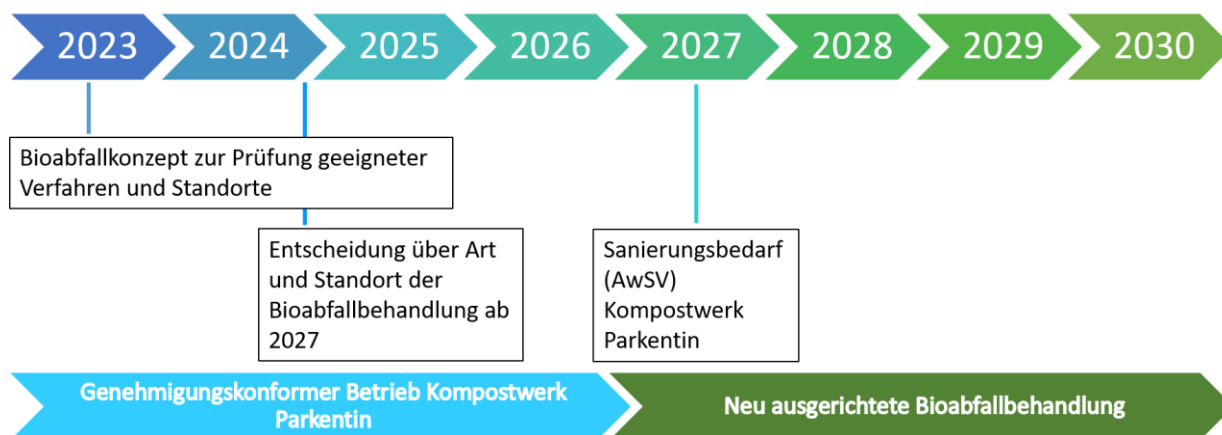 2023 2024 2025 2026 2027 2028 2029 2030
Bioabfallkonzept zur Prüfung geeigneter
Verfahren und Standorte
Entscheidung über Art
und Standort der
Bioabfallbehandlung ab
2027
Sanierungsbedarf
(AwSV)
Kompostwerk
Parkentin
Genehmigungskonformer Betrieb Kompostwerk
Parkentin
Neu ausgerichtete Bioabfallbehandlung